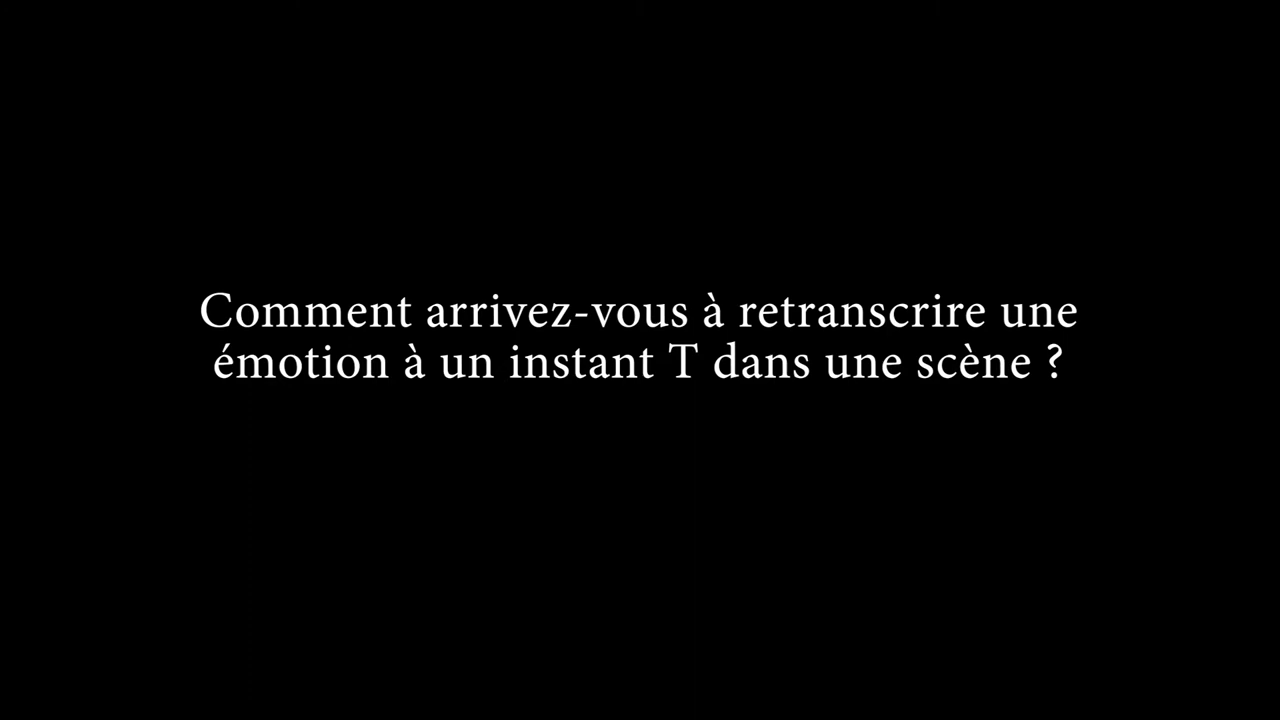 Comment arrivez-vous à retranscrire une
émotion à un instant T dans une scène ?